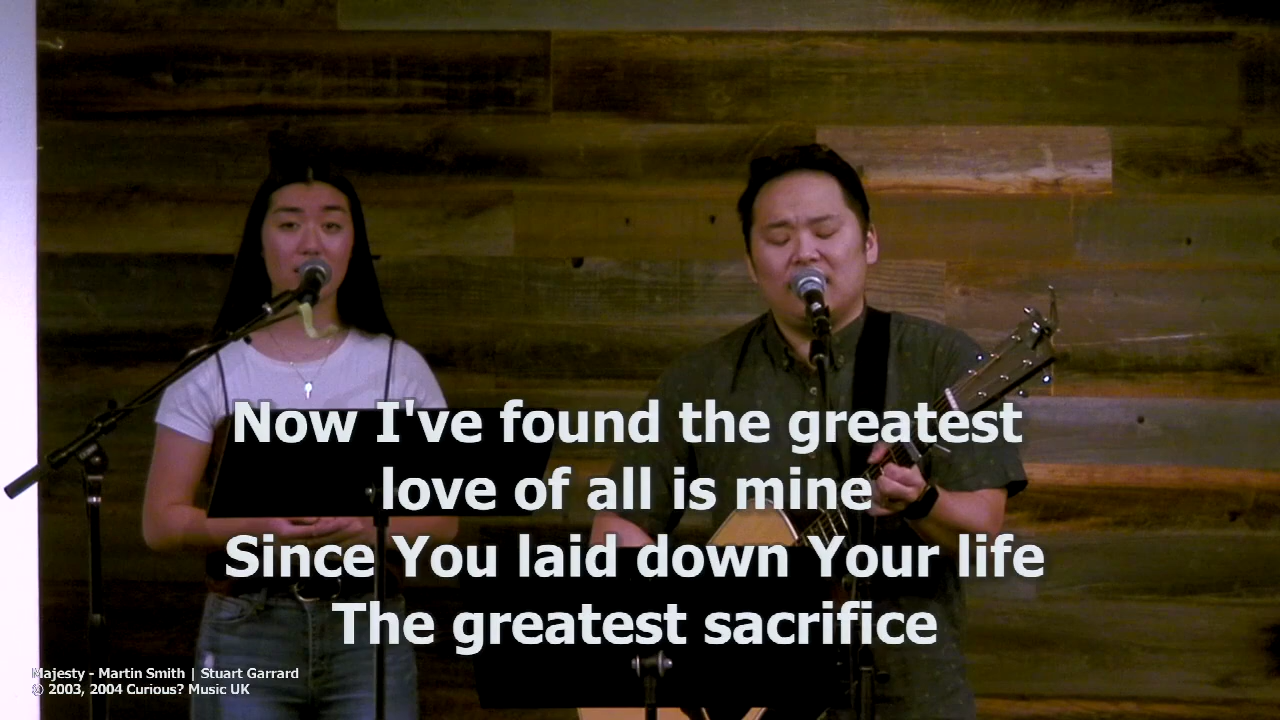 Now I've found the greatest
love of all is mine
Since You laid down Your life
The greatest sacrifice
Majesty - Martin Smith | Stuart Garrard
© 2003, 2004 Curious? Music UK